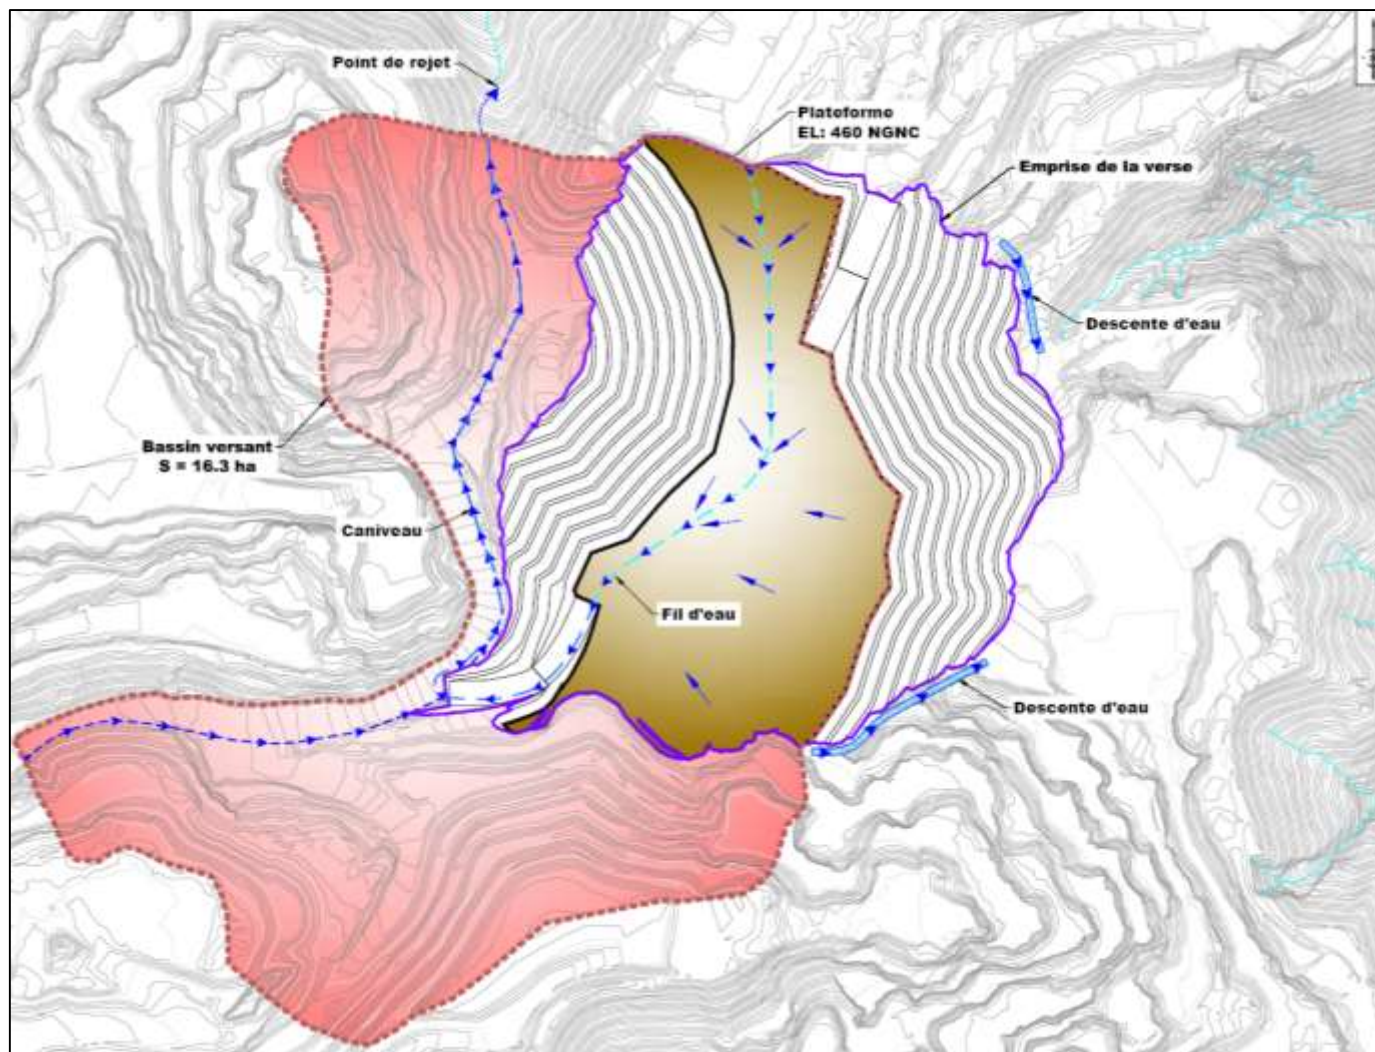 Point de rejet
Plateforme
EL: 460 NGNC
Emprise de la verse
Descente d'eau
Bassin versant
S = 16.3 ha
Caniveau
Fil d'eau
Descente d'eau